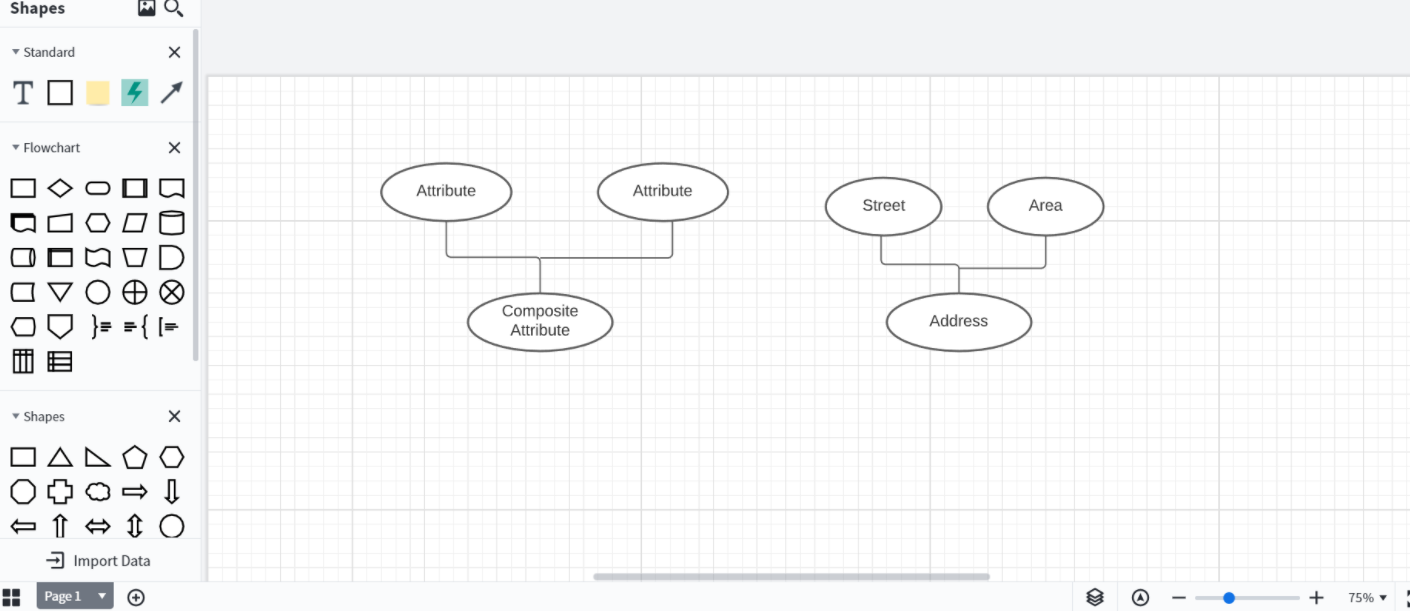 Shapes
Standard
T
Flowchart
Shapes
Import Data
Page 1
75%
Attribute
Attribute
Composite
Attribute
Street
Area
Address